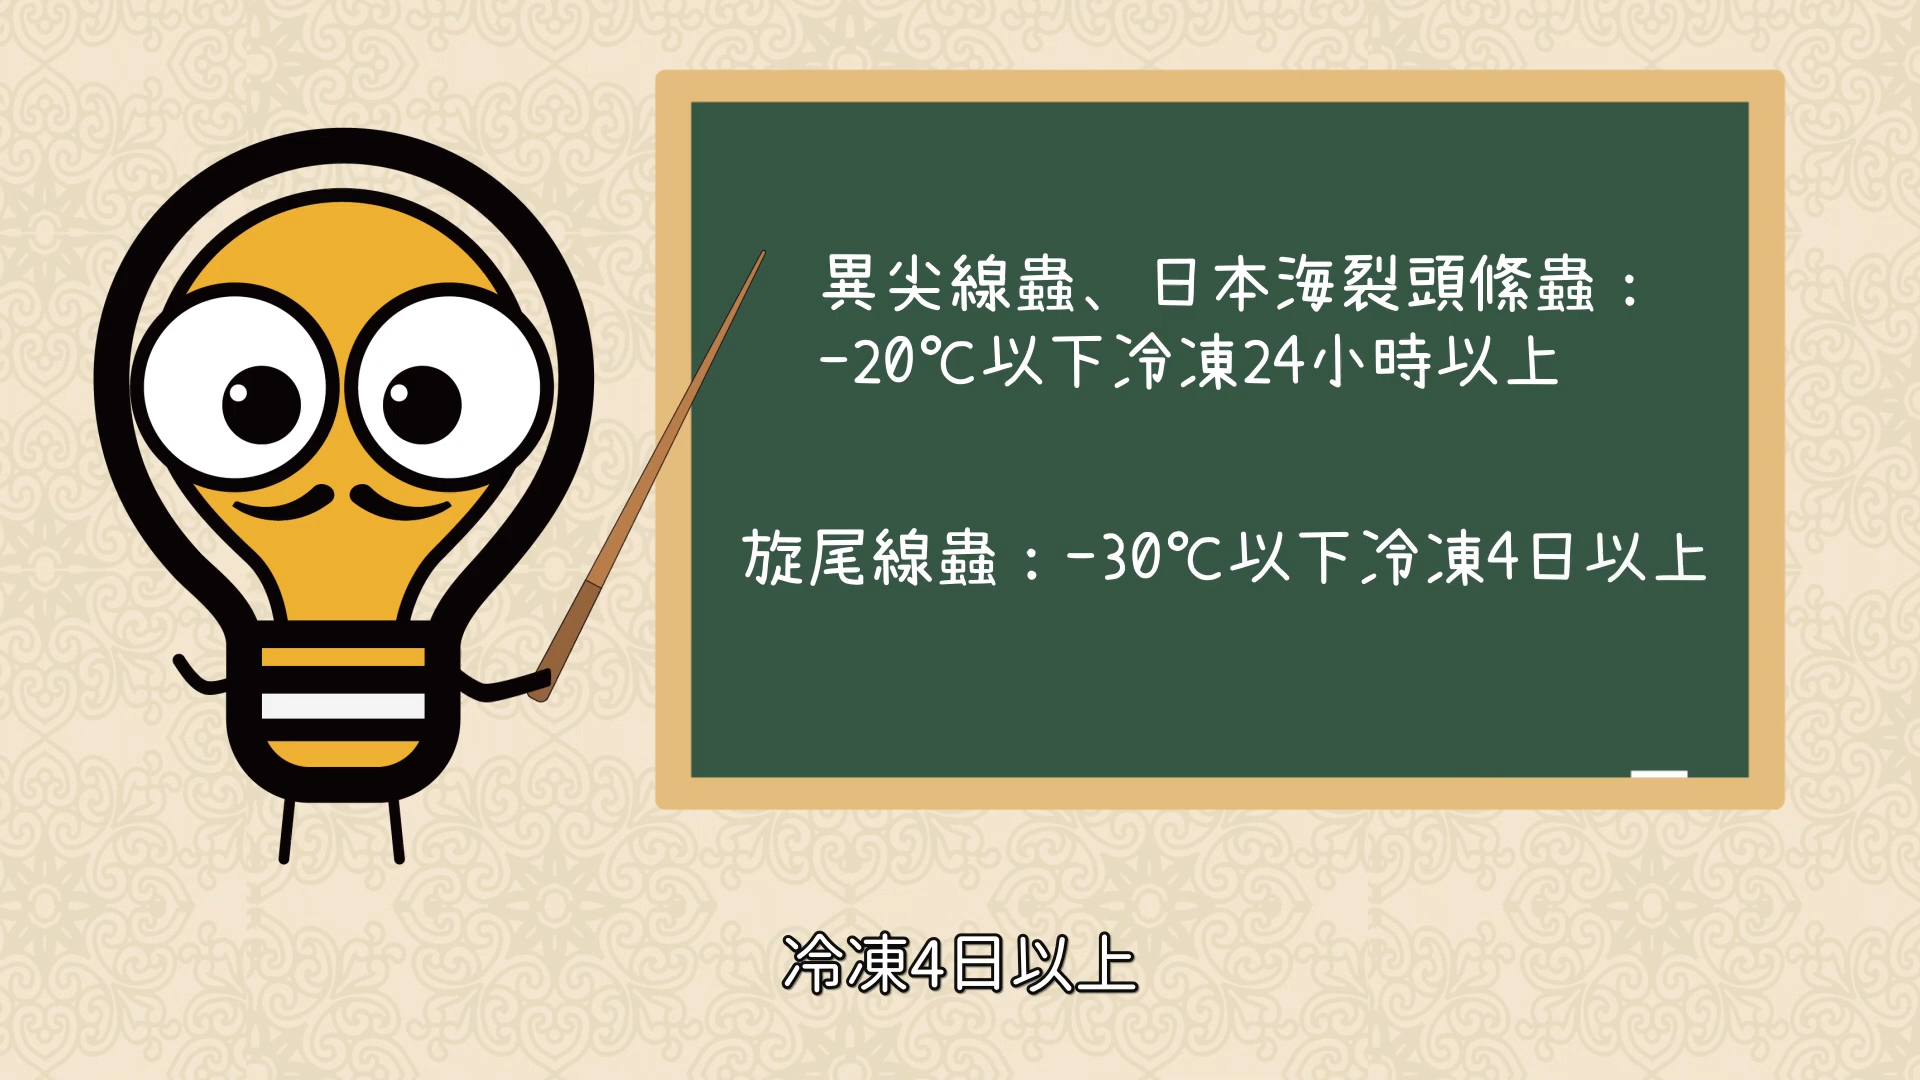 異尖線蟲、日本海裂頭絛蟲：
-20℃以下冷凍24小時以上
旋尾線蟲：-30℃以下冷凍4日以上
冷凍4日以上